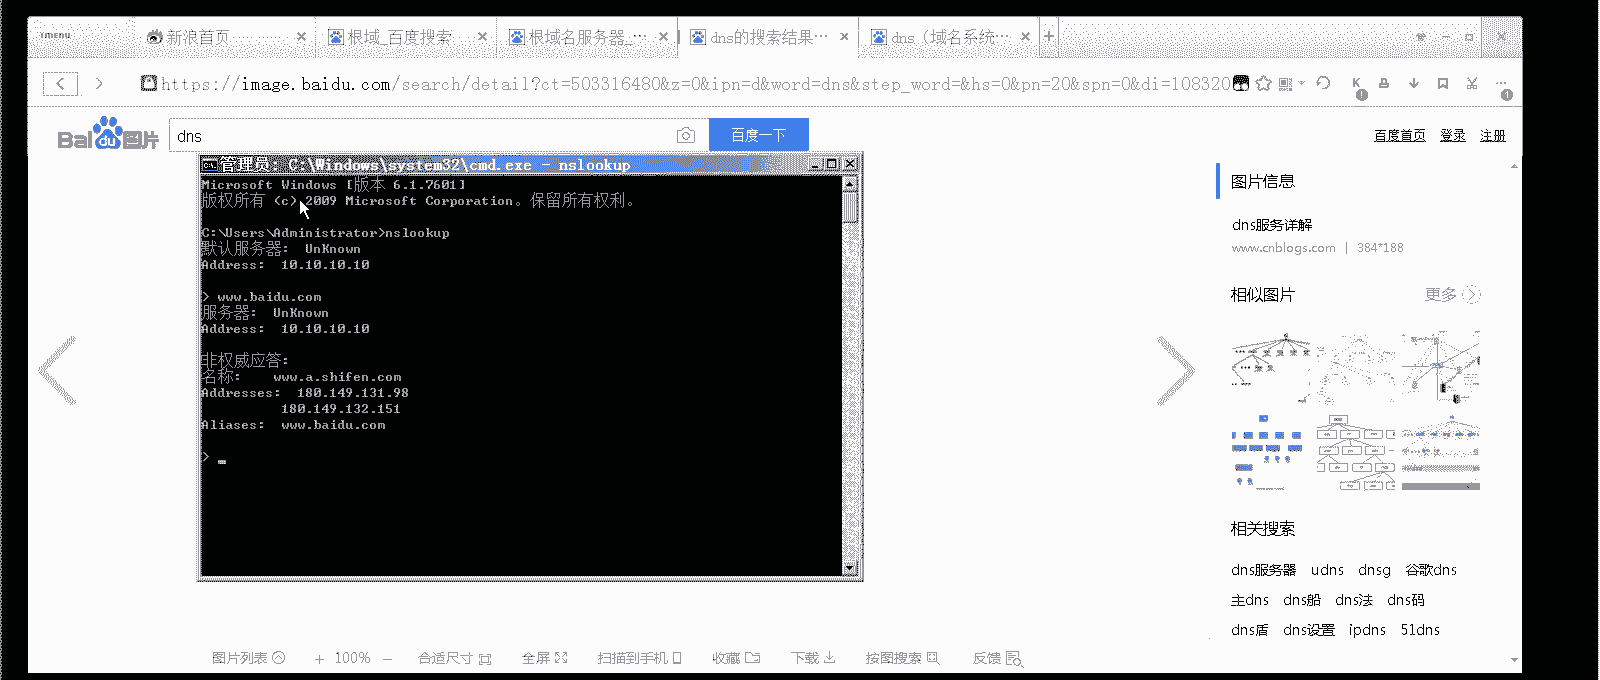 新浪首页
根域_百度搜索
根域名服务器_…
dns的搜索结果…
dns（域名系统…
https://image.baidu.com/search/detail?ct=503316480&z=0&ipn=d&word=dns&step_word=&hs=0&pn=20&spn=0&di=108320
Bai du 图片
dns
百度一下
百度首页 登录 注册
管理员: C:\Windows\system32\cmd.exe - nslookup
Microsoft Windows [版本 6.1.7601]
版权所有 (c) 2009 Microsoft Corporation。保留所有权利。
C:\Users\Administrator>nslookup
默认服务器:  UnKnown
Address:  10.10.10.10
> www.baidu.com
服务器:  UnKnown
Address:  10.10.10.10
非权威应答:
名称:    www.a.shifen.com
Addresses:  180.149.131.98
180.149.132.151
Aliases:  www.baidu.com
>
图片信息
dns服务详解
www.cnblogs.com | 384*188
相似图片 更多
相关搜索
dns服务器 udns dnsg 谷歌dns
主dns dns船 dns法 dns码
dns盾 dns设置 ipdns 51dns
图片列表 + 100% − 合适尺寸 全屏 扫描到手机 收藏 下载 按图搜索 反馈